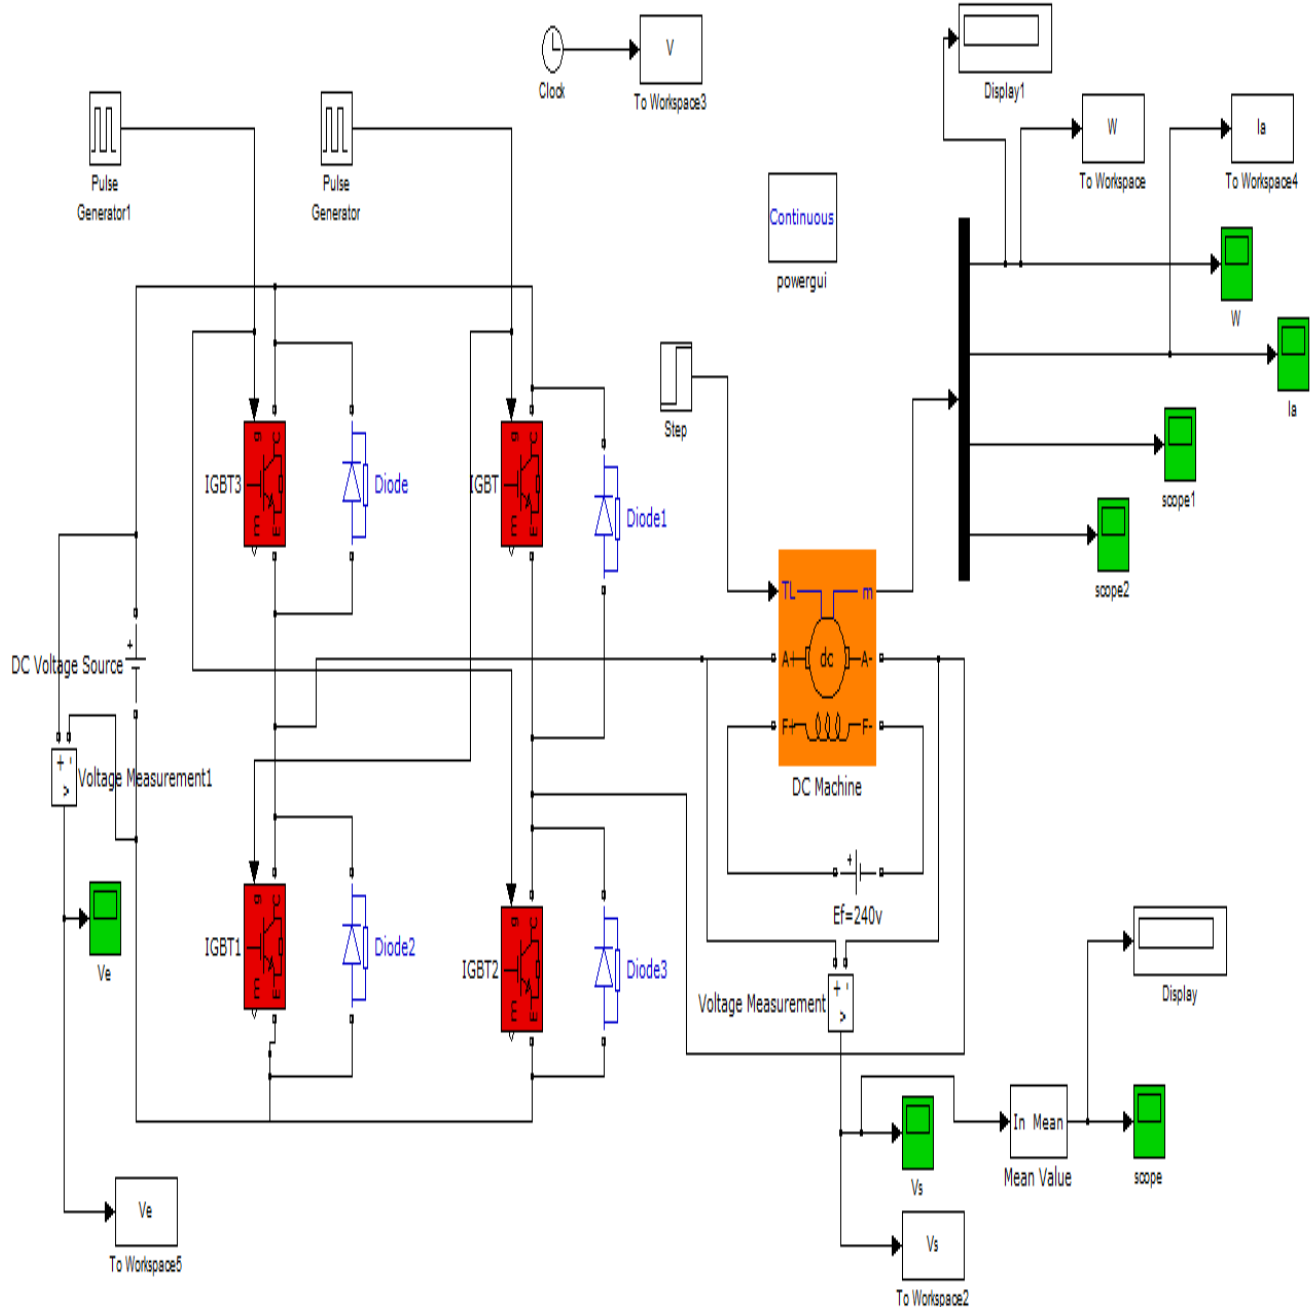 Clock
V
To Workspace3
Display1
Pulse
Generator1
Pulse
Generator
W
To Workspace
Ia
To Workspace4
Continuous
powergui
W
Ia
Step
scope1
scope2
g C
m E
IGBT3
Diode
g C
m E
IGBT
Diode1
DC Voltage Source
+
TL m
A+ dc A-
F+ F-
DC Machine
+ -
v
Voltage Measurement1
+
Ef=240v
g C
m E
IGBT1
Diode2
g C
m E
IGBT2
Diode3
Ve
+ -
v
Voltage Measurement
Display
In Mean
Mean Value
scope
Vs
Ve
To Workspace5
Vs
To Workspace2